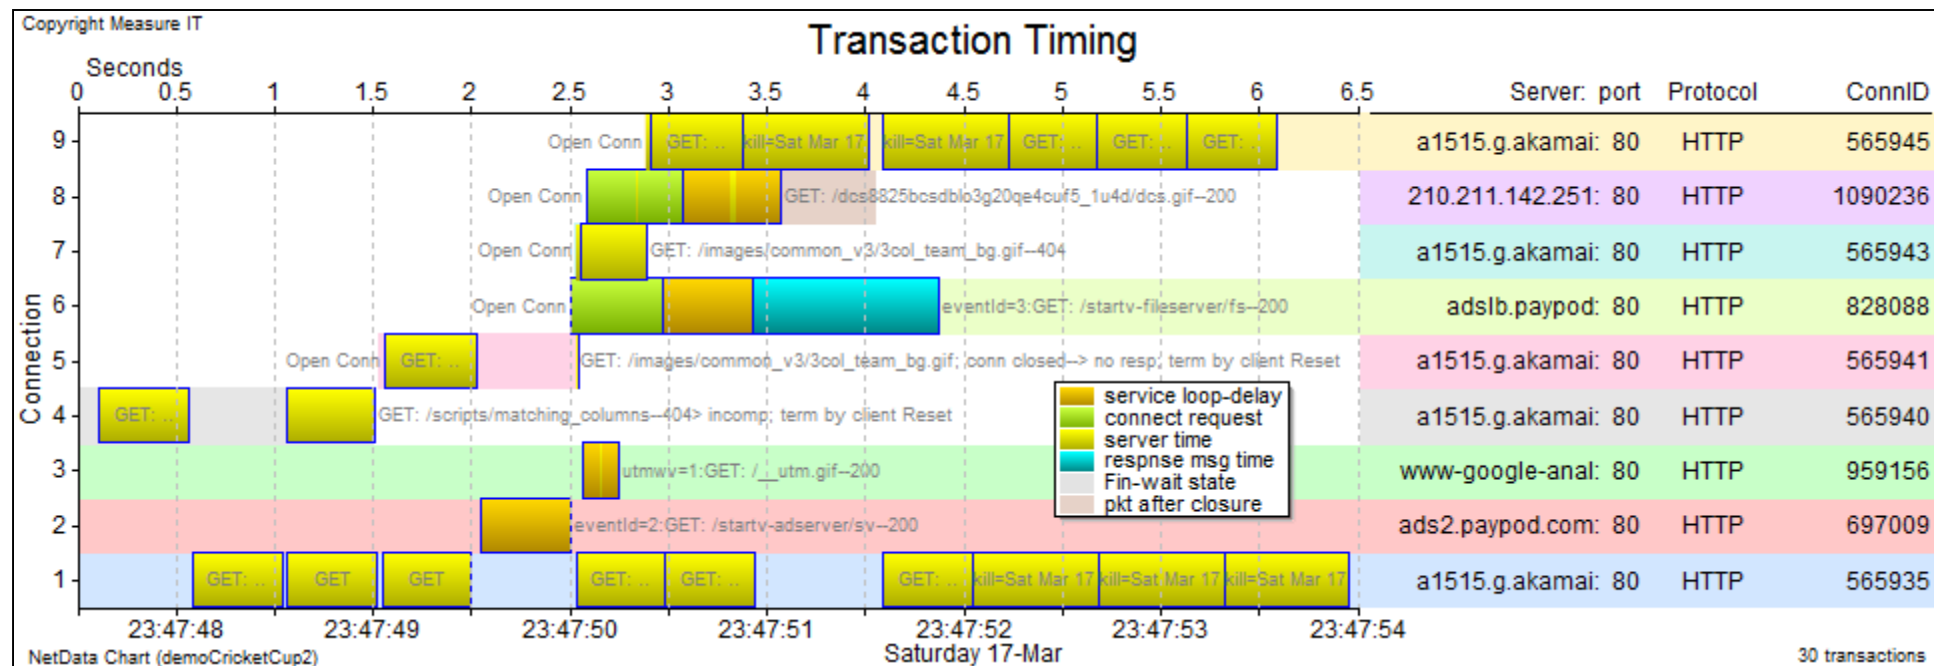 Copyright Measure IT
Transaction Timing
Seconds
0 0.5 1 1.5 2 2.5 3 3.5 4 4.5 5 5.5 6 6.5 Server: port Protocol ConnID
9 Open Conn GET: .. kill=Sat Mar 17 kill=Sat Mar 17 GET: .. GET: .. GET: .. a1515.g.akamai: 80 HTTP 565945
8 Open Conn GET: /dcs8825bcsdblo3g20qe4cuf5_1u4d/dcs.gif--200 210.211.142.251: 80 HTTP 1090236
7 Open Conn GET: /images/common_v3/3col_team_bg.gif--404 a1515.g.akamai: 80 HTTP 565943
6 Open Conn eventId=3:GET: /startv-fileserver/fs--200 adslb.paypod: 80 HTTP 828088
5 Open Conn GET: .. GET: /images/common_v3/3col_team_bg.gif; conn closed--> no resp; term by client Reset a1515.g.akamai: 80 HTTP 565941
4 GET: .. GET: /scripts/matching_columns--404> incomp; term by client Reset a1515.g.akamai: 80 HTTP 565940
3 utmwv=1:GET: /__utm.gif--200 www-google-anal: 80 HTTP 959156
2 eventId=2:GET: /startv-adserver/sv--200 ads2.paypod.com: 80 HTTP 697009
1 GET: .. GET GET GET: .. GET: .. GET: .. kill=Sat Mar 17 kill=Sat Mar 17 kill=Sat Mar 17 a1515.g.akamai: 80 HTTP 565935
Connection
service loop-delay
connect request
server time
respnse msg time
Fin-wait state
pkt after closure
23:47:48 23:47:49 23:47:50 23:47:51 23:47:52 23:47:53 23:47:54
NetData Chart (demoCricketCup2) Saturday 17-Mar 30 transactions